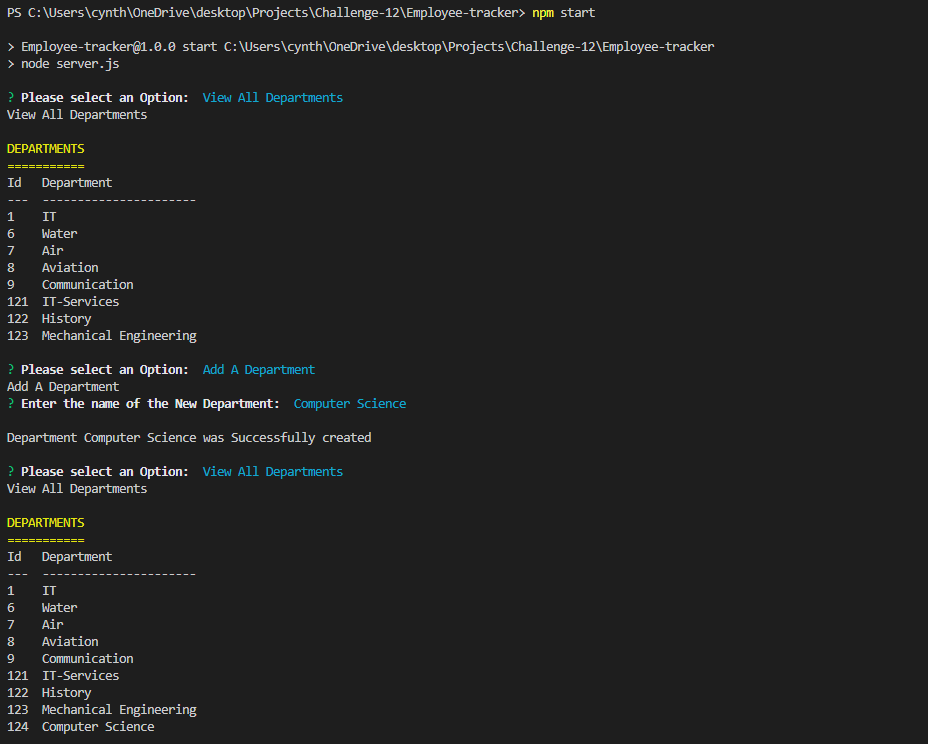 PS C:\Users\cynth\OneDrive\desktop\Projects\Challenge-12\Employee-tracker> npm start
> Employee-tracker@1.0.0 start C:\Users\cynth\OneDrive\desktop\Projects\Challenge-12\Employee-tracker
> node server.js
? Please select an Option:  View All Departments
View All Departments
DEPARTMENTS
===========
Id   Department
---  ----------------------
1    IT
6    Water
7    Air
8    Aviation
9    Communication
121  IT-Services
122  History
123  Mechanical Engineering
? Please select an Option:  Add A Department
Add A Department
? Enter the name of the New Department:  Computer Science
Department Computer Science was Successfully created
? Please select an Option:  View All Departments
View All Departments
DEPARTMENTS
===========
Id   Department
---  ----------------------
1    IT
6    Water
7    Air
8    Aviation
9    Communication
121  IT-Services
122  History
123  Mechanical Engineering
124  Computer Science